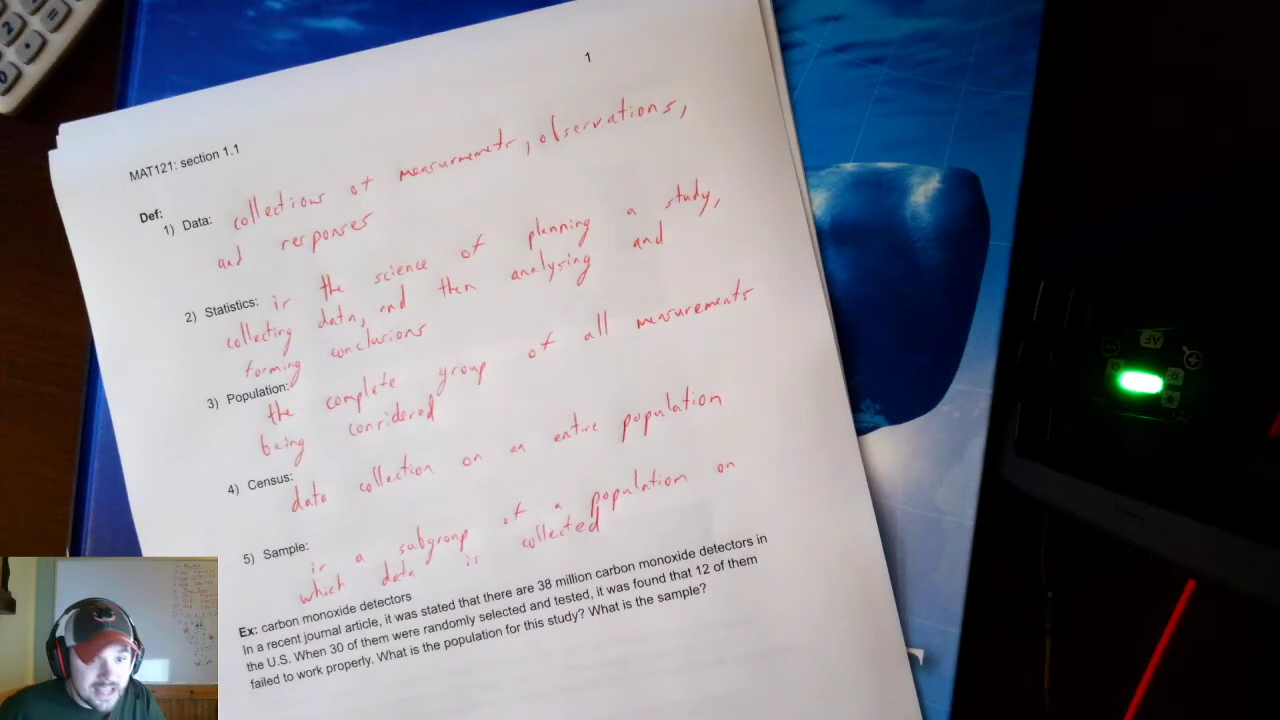 1
MAT121: section 1.1
Def:
1) Data: collections of measurements, observations,
and responses
2) Statistics: is the science of planning a study,
collecting data, and then analysing and
forming conclusions
3) Population:
the complete group of all measurements
being considered
4) Census:
data collection on an entire population
5) Sample:
is a subgroup of a population on
which data is collected
Ex: carbon monoxide detectors
In a recent journal article, it was stated that there are 38 million carbon monoxide detectors in
the U.S. When 30 of them were randomly selected and tested, it was found that 12 of them
failed to work properly. What is the population for this study? What is the sample?
AF